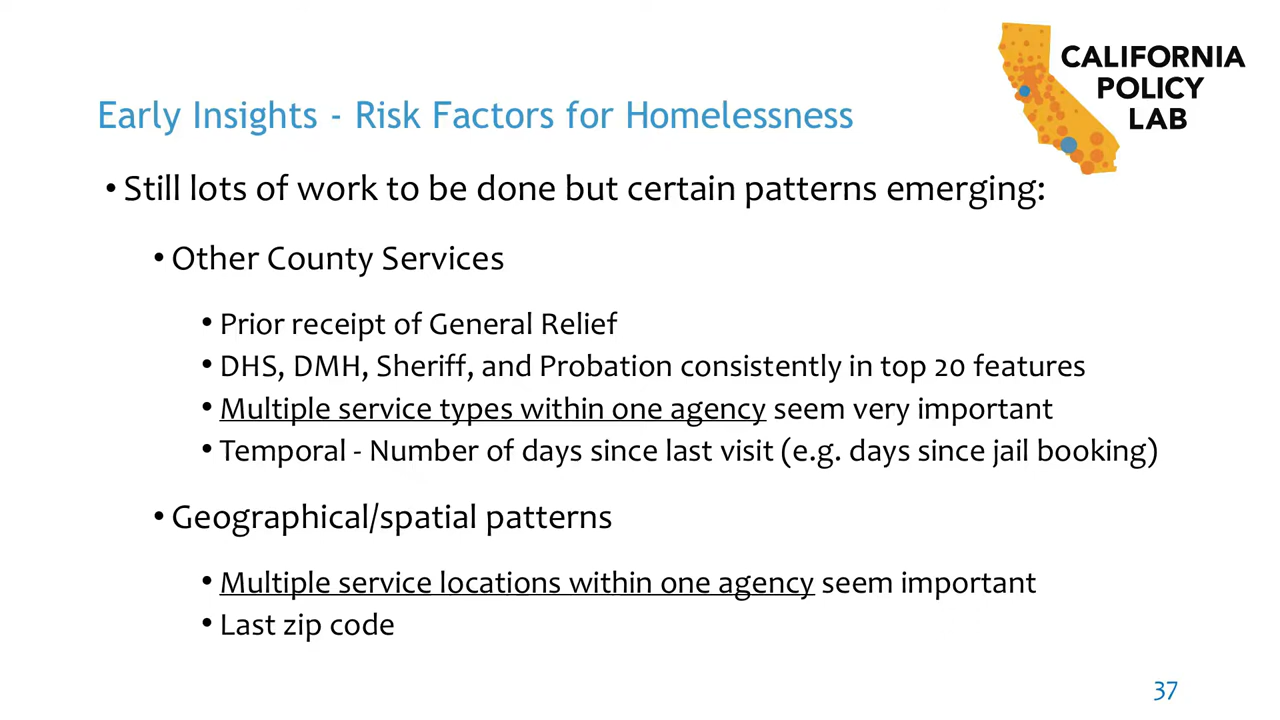 CALIFORNIA
POLICY
LAB
Early Insights - Risk Factors for Homelessness
• Still lots of work to be done but certain patterns emerging:
• Other County Services
• Prior receipt of General Relief
• DHS, DMH, Sheriff, and Probation consistently in top 20 features
• Multiple service types within one agency seem very important
• Temporal - Number of days since last visit (e.g. days since jail booking)
• Geographical/spatial patterns
• Multiple service locations within one agency seem important
• Last zip code
37